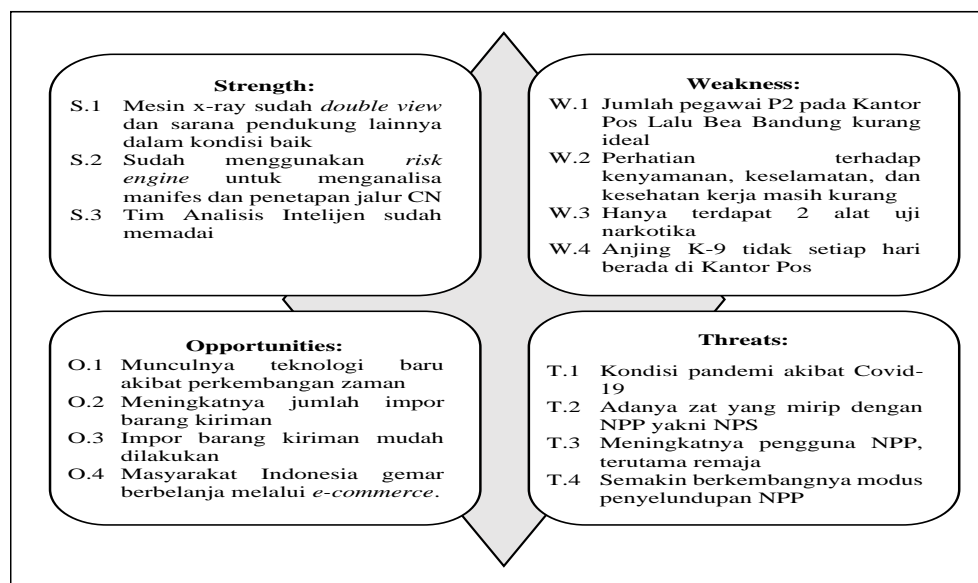 Strength:
S.1 Mesin x-ray sudah double view
dan sarana pendukung lainnya
dalam kondisi baik
S.2 Sudah menggunakan risk
engine untuk menganalisa
manifes dan penetapan jalur CN
S.3 Tim Analisis Intelijen sudah
memadai
Weakness:
W.1 Jumlah pegawai P2 pada Kantor
Pos Lalu Bea Bandung kurang
ideal
W.2 Perhatian terhadap
kenyamanan, keselamatan, dan
kesehatan kerja masih kurang
W.3 Hanya terdapat 2 alat uji
narkotika
W.4 Anjing K-9 tidak setiap hari
berada di Kantor Pos
Opportunities:
O.1 Munculnya teknologi baru
akibat perkembangan zaman
O.2 Meningkatnya jumlah impor
barang kiriman
O.3 Impor barang kiriman mudah
dilakukan
O.4 Masyarakat Indonesia gemar
berbelanja melalui e-commerce.
Threats:
T.1 Kondisi pandemi akibat Covid-
19
T.2 Adanya zat yang mirip dengan
NPP yakni NPS
T.3 Meningkatnya pengguna NPP,
terutama remaja
T.4 Semakin berkembangnya modus
penyelundupan NPP